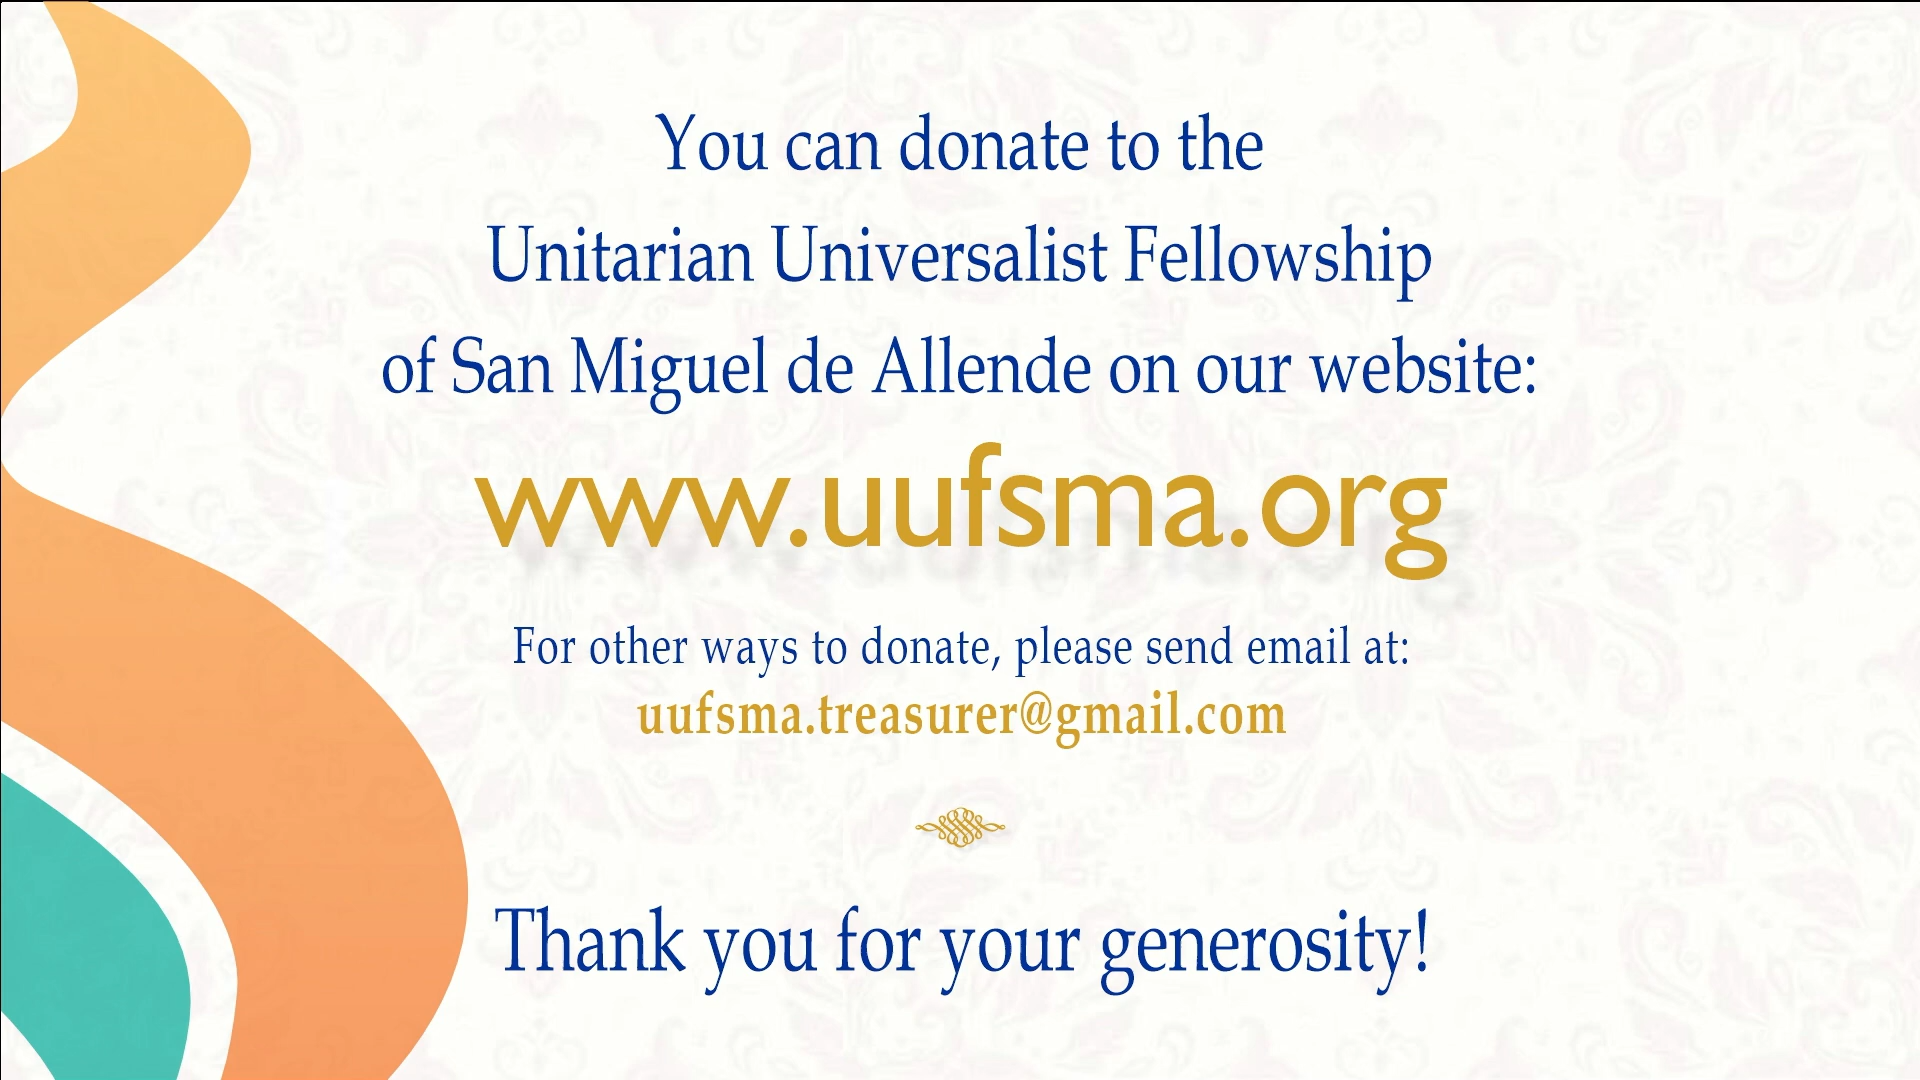 You can donate to the
Unitarian Universalist Fellowship
of San Miguel de Allende on our website:
www.uufsma.org
For other ways to donate, please send email at:
uufsma.treasurer@gmail.com
Thank you for your generosity!